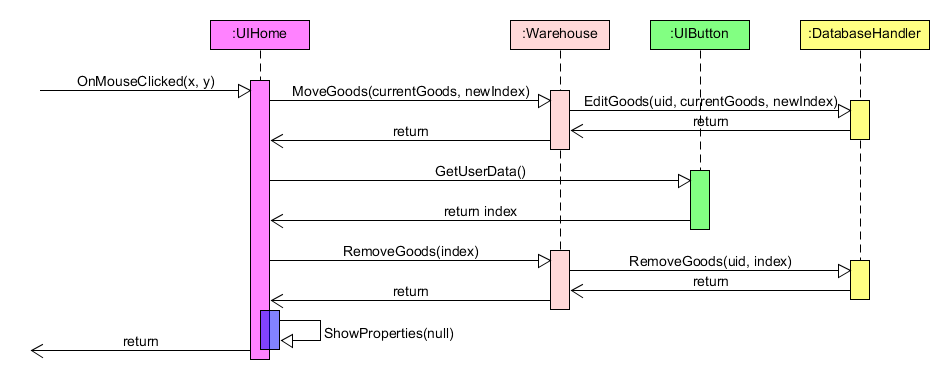 :UIHome
:Warehouse
:UIButton
:DatabaseHandler
OnMouseClicked(x, y)
MoveGoods(currentGoods, newIndex)
EditGoods(uid, currentGoods, newIndex)
return
return
GetUserData()
return index
RemoveGoods(index)
RemoveGoods(uid, index)
return
return
ShowProperties(null)
return